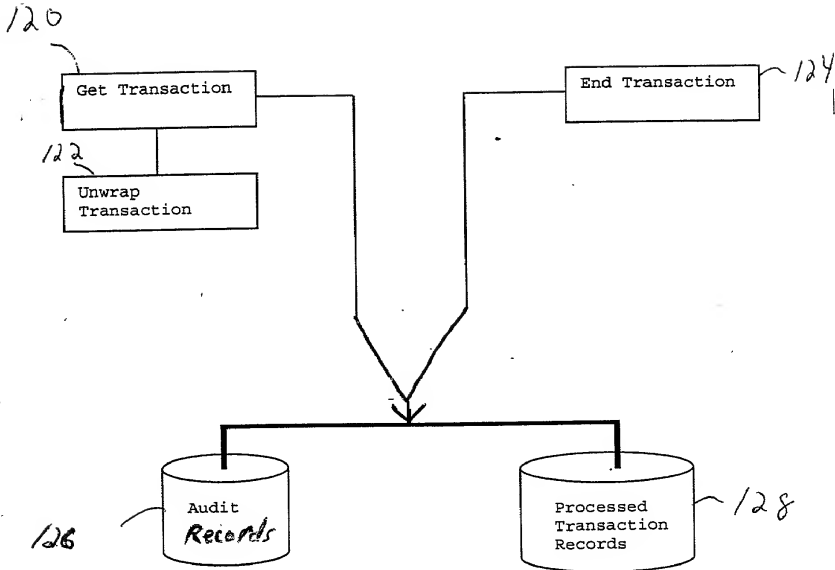 120
Get Transaction
End Transaction
124
122
Unwrap
Transaction
Audit
Records
126
Processed
Transaction
Records
128